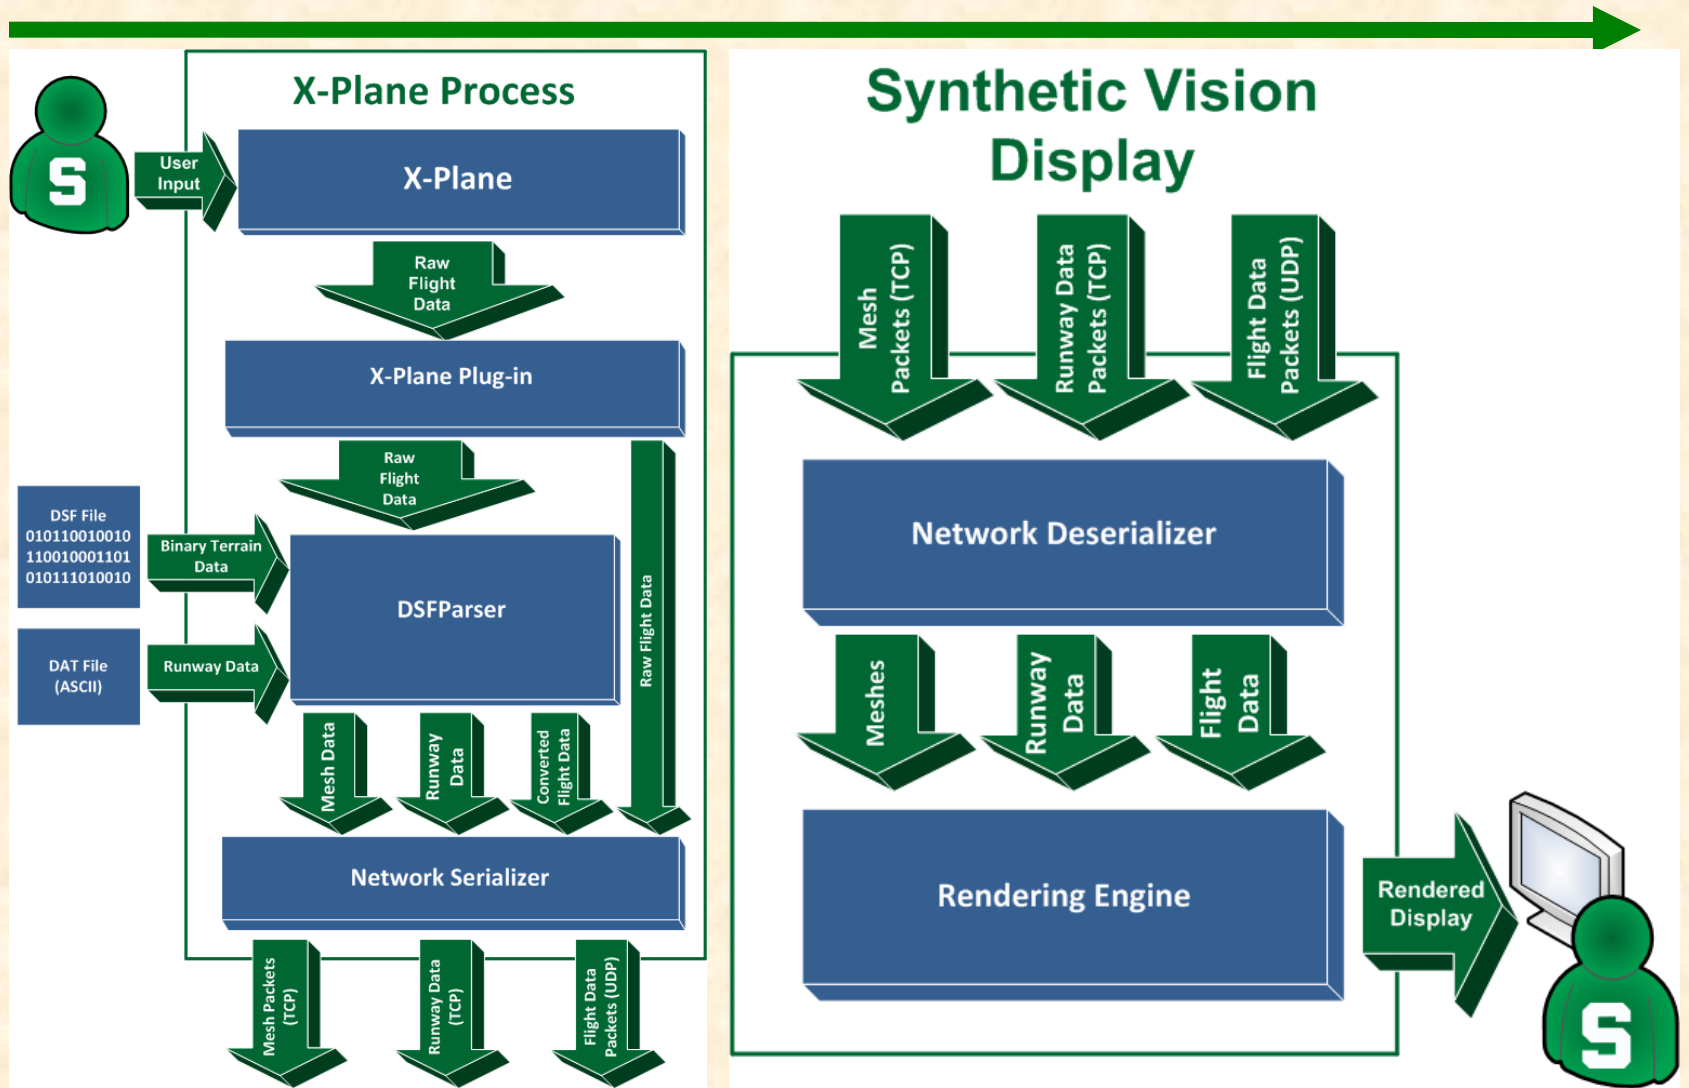 X-Plane Process
S
User
Input
X-Plane
Raw
Flight
Data
X-Plane Plug-in
Raw
Flight
Data
Raw Flight Data
DSF File
010110010010
110010001101
010111010010
Binary Terrain
Data
DSFParser
DAT File
(ASCII)
Runway Data
Mesh Data
Runway
Data
Converted
Flight Data
Network Serializer
Mesh Packets
(TCP)
Runway Data
(TCP)
Flight Data
Packets (UDP)
Synthetic Vision
Display
Mesh
Packets (TCP)
Runway Data
Packets (TCP)
Flight Data
Packets (UDP)
Network Deserializer
Meshes
Runway
Data
Flight
Data
Rendering Engine
Rendered
Display
S